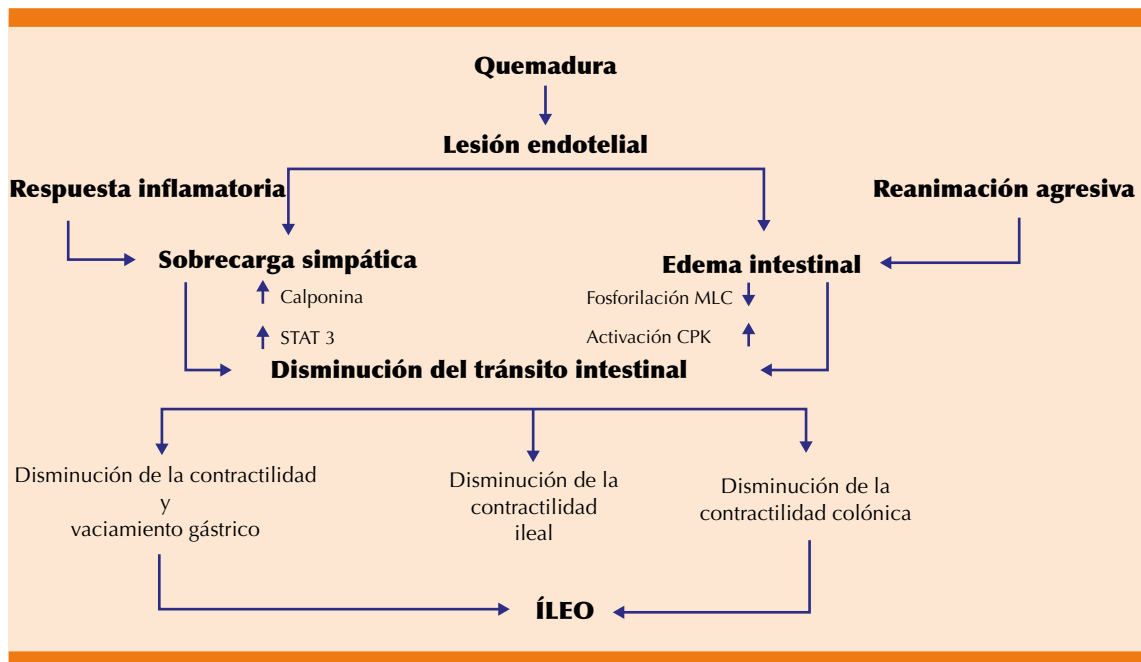 Quemadura
Lesión endotelial
Respuesta inflamatoria
Reanimación agresiva
Sobrecarga simpática
Edema intestinal
Calponina
Fosforilación MLC
STAT 3
Activación CPK
Disminución del tránsito intestinal
Disminución de la contractilidad
y
vaciamiento gástrico
Disminución de la
contractilidad
ileal
Disminución de la
contractilidad colónica
ÍLEO